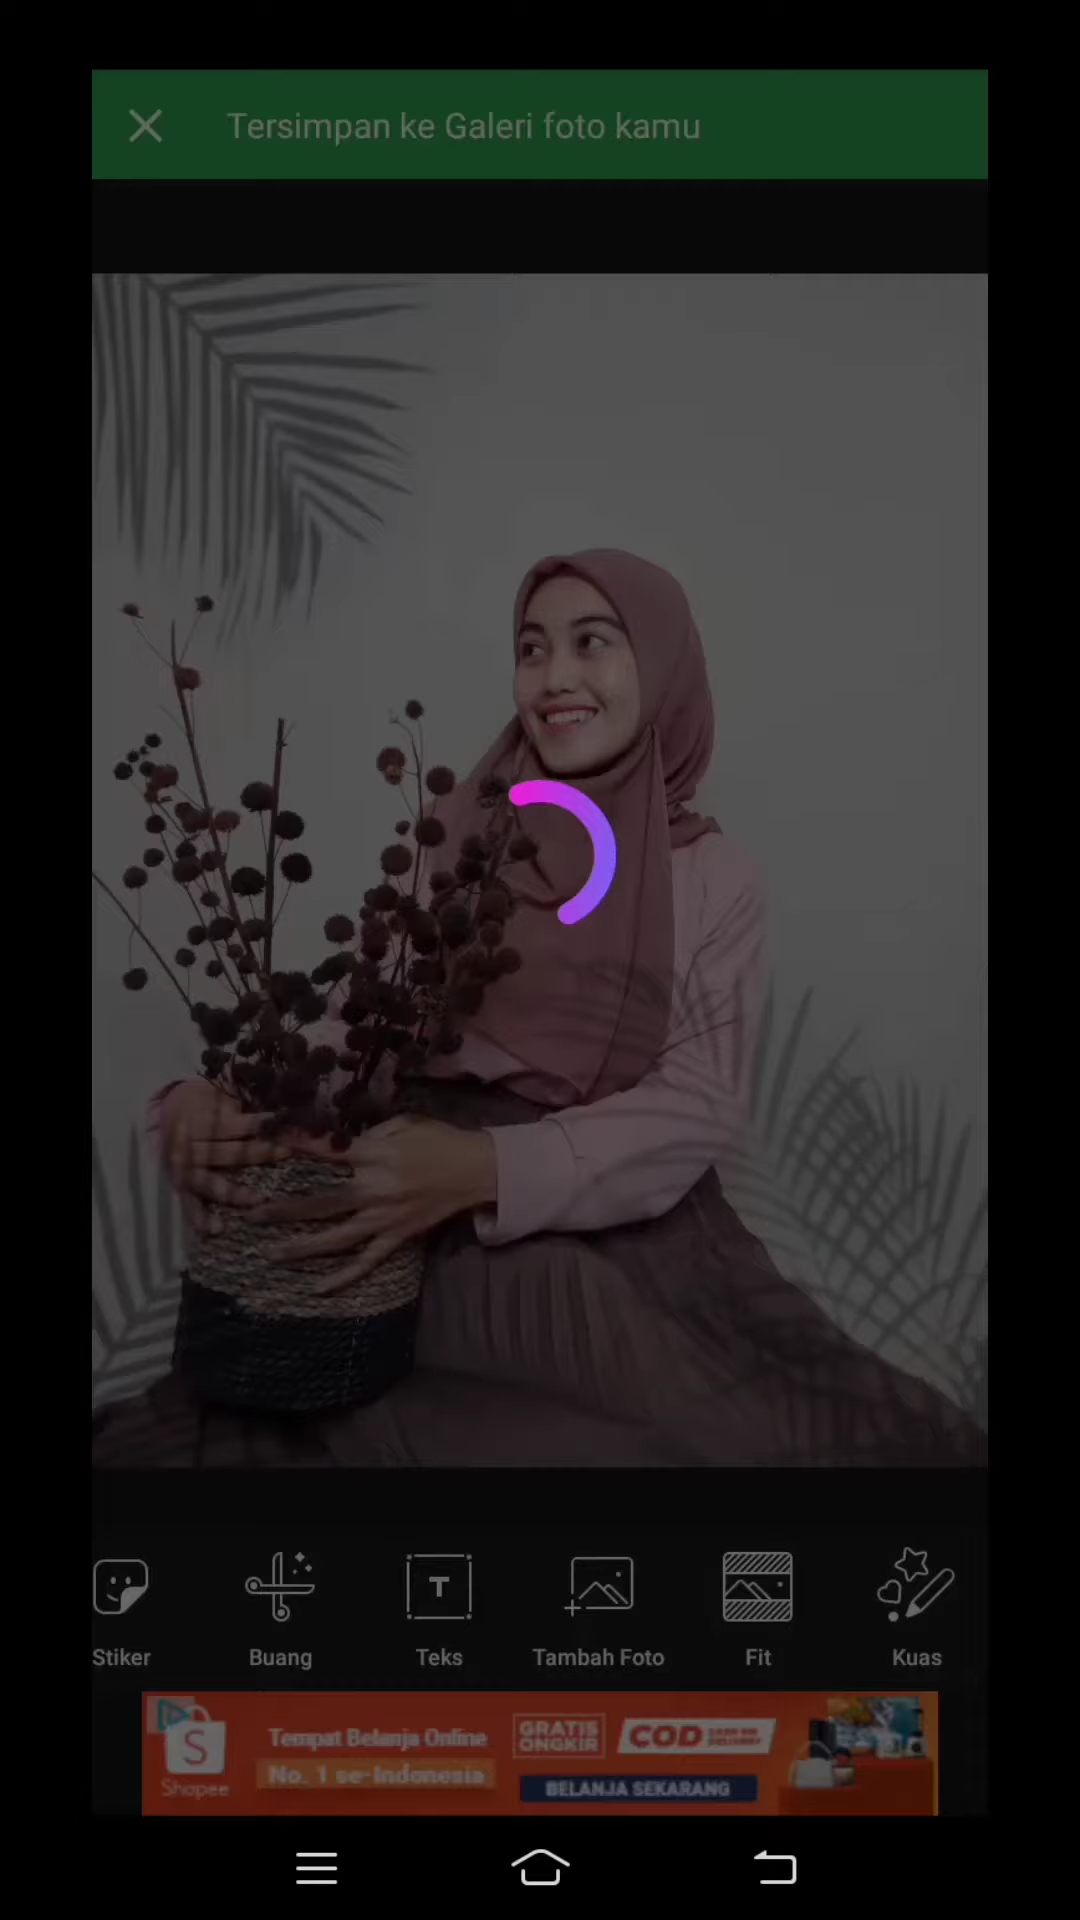 Tersimpan ke Galeri foto kamu
Stiker
Buang
Teks
Tambah Foto
Fit
Kuas
Tempat Belanja Online
No. 1 se-Indonesia
GRATIS
ONGKIR
COD
BELANJA SEKARANG
S
Shopee
T